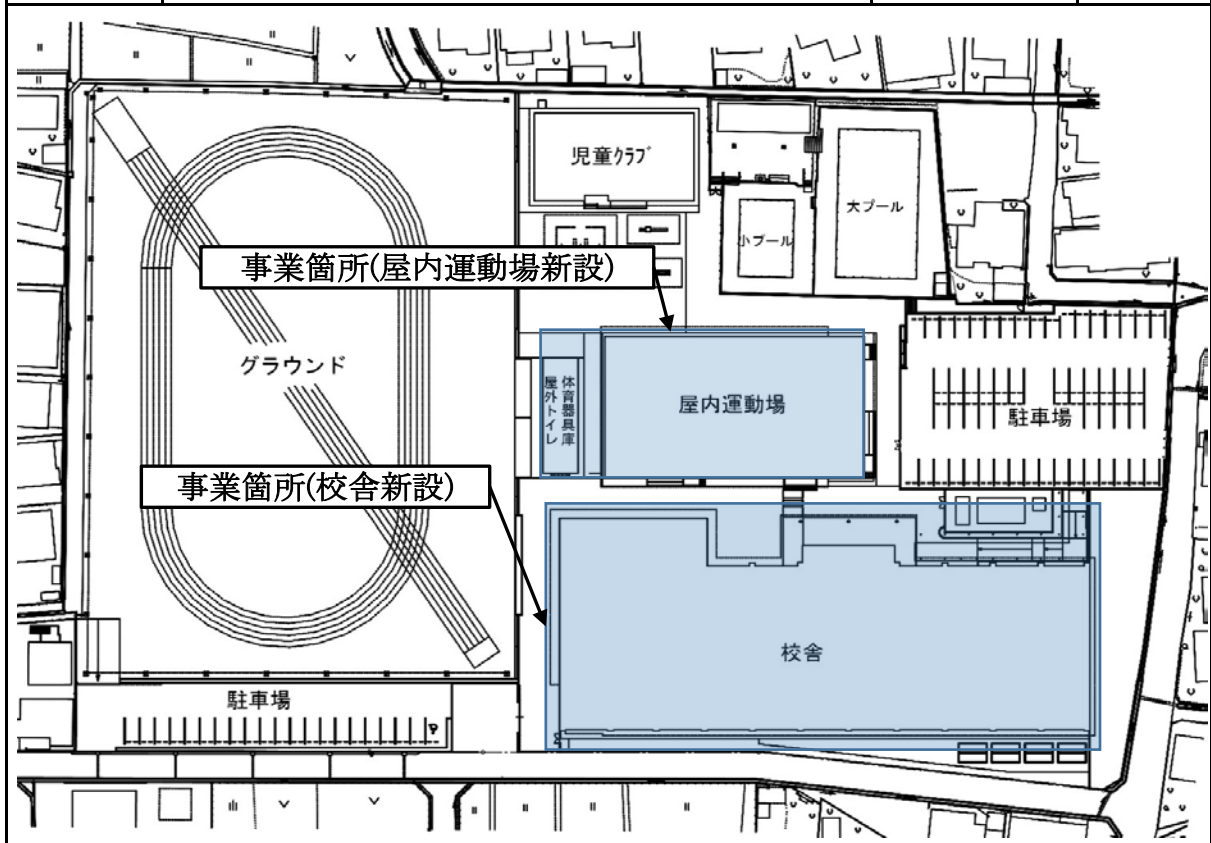 児童クラブ
大プール
小プール
事業箇所(屋内運動場新設)
グラウンド
体育器具庫
屋外トイレ
屋内運動場
駐車場
事業箇所(校舎新設)
校舎
駐車場